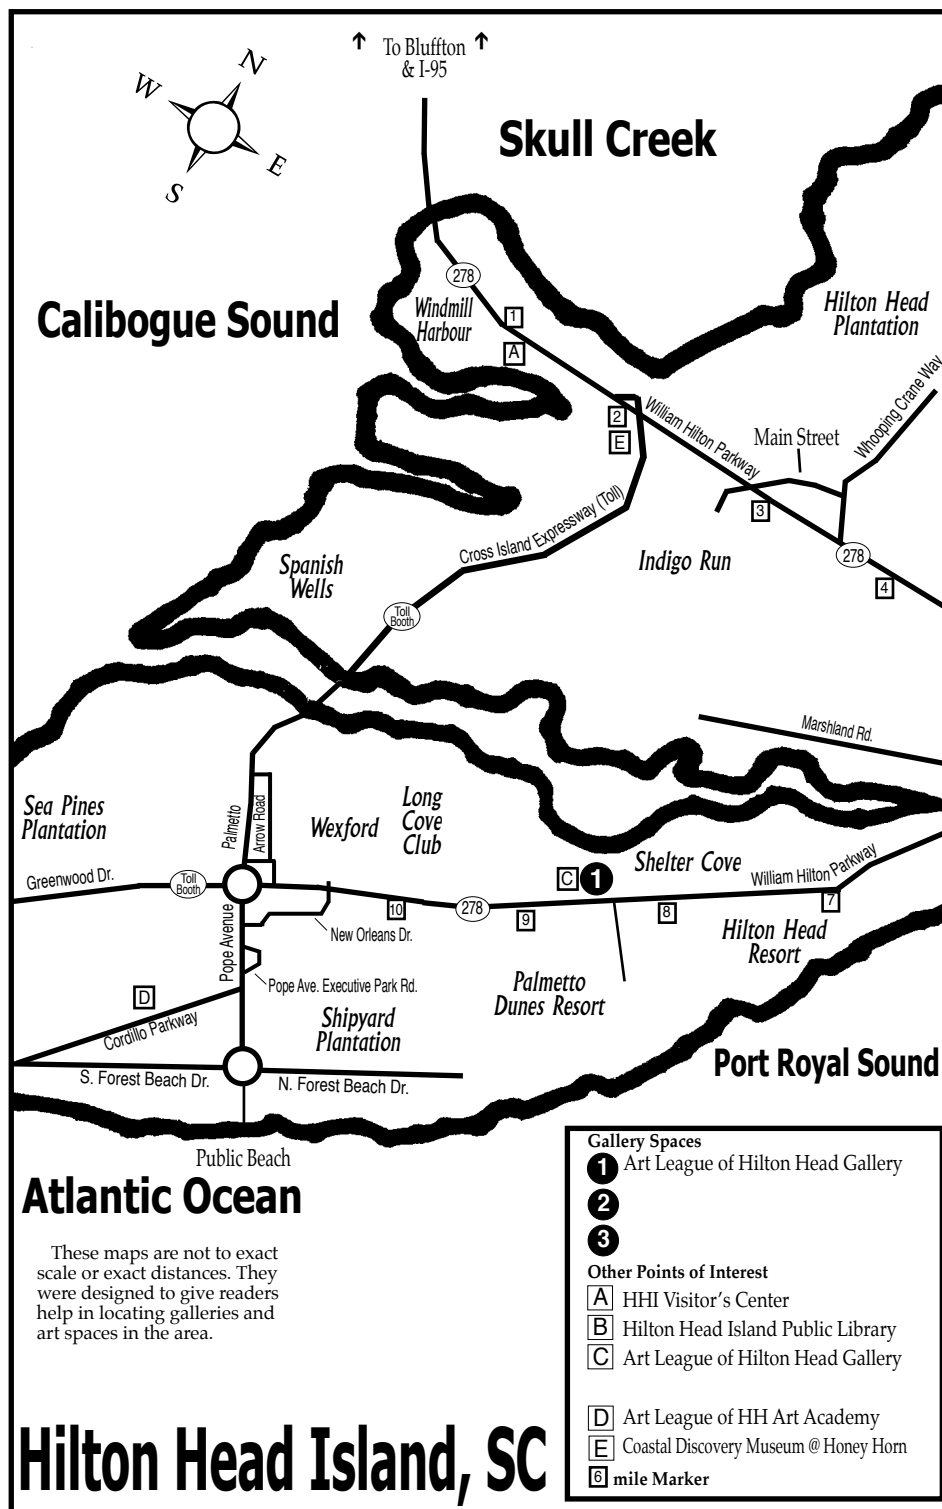 To Bluffton
& I-95
N
W
E
S
Skull Creek
278
Calibogue Sound
Windmill
Harbour
1
A
Hilton Head
Plantation
2
E
William Hilton Parkway
Main Street
Whooping Crane Way
3
Cross Island Expressway (Toll)
Indigo Run
278
4
Spanish
Wells
Toll
Booth
Marshland Rd.
Sea Pines
Plantation
Palmetto
Arrow Road
Wexford
Long
Cove
Club
Shelter Cove
William Hilton Parkway
Greenwood Dr.
Toll
Booth
C
1
10
278
9
8
7
New Orleans Dr.
Pope Avenue
Hilton Head
Resort
Pope Ave. Executive Park Rd.
Palmetto
Dunes Resort
D
Cordillo Parkway
Shipyard
Plantation
Port Royal Sound
S. Forest Beach Dr.
N. Forest Beach Dr.
Public Beach
Atlantic Ocean
These maps are not to exact
scale or exact distances. They
were designed to give readers
help in locating galleries and
art spaces in the area.
Hilton Head Island, SC
Gallery Spaces
1 Art League of Hilton Head Gallery
2
3
Other Points of Interest
A HHI Visitor's Center
B Hilton Head Island Public Library
C Art League of Hilton Head Gallery
D Art League of HH Art Academy
E Coastal Discovery Museum @ Honey Horn
6 mile Marker